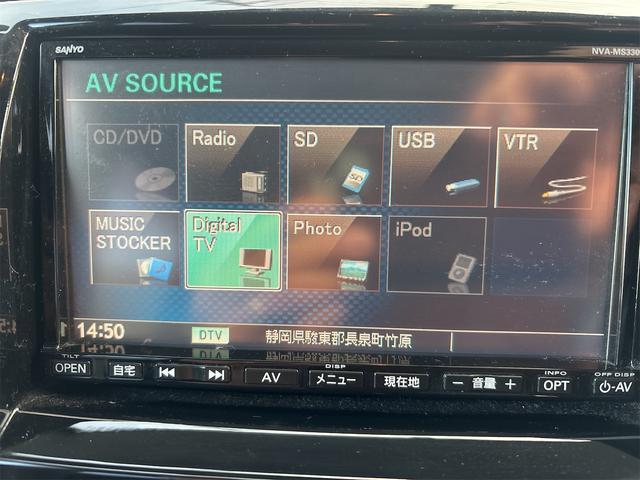 SANYO
NVA-MS330
AV SOURCE
CD/DVD
Radio
SD
USB
VTR
MUSIC
STOCKER
Digital
TV
Photo
iPod
14:50
DTV
静岡県駿東郡長泉町竹原
TILT
OPEN
自宅
AV
DISP
メニュー
現在地
− 音量 +
INFO
OPT
OFF DISP
AV